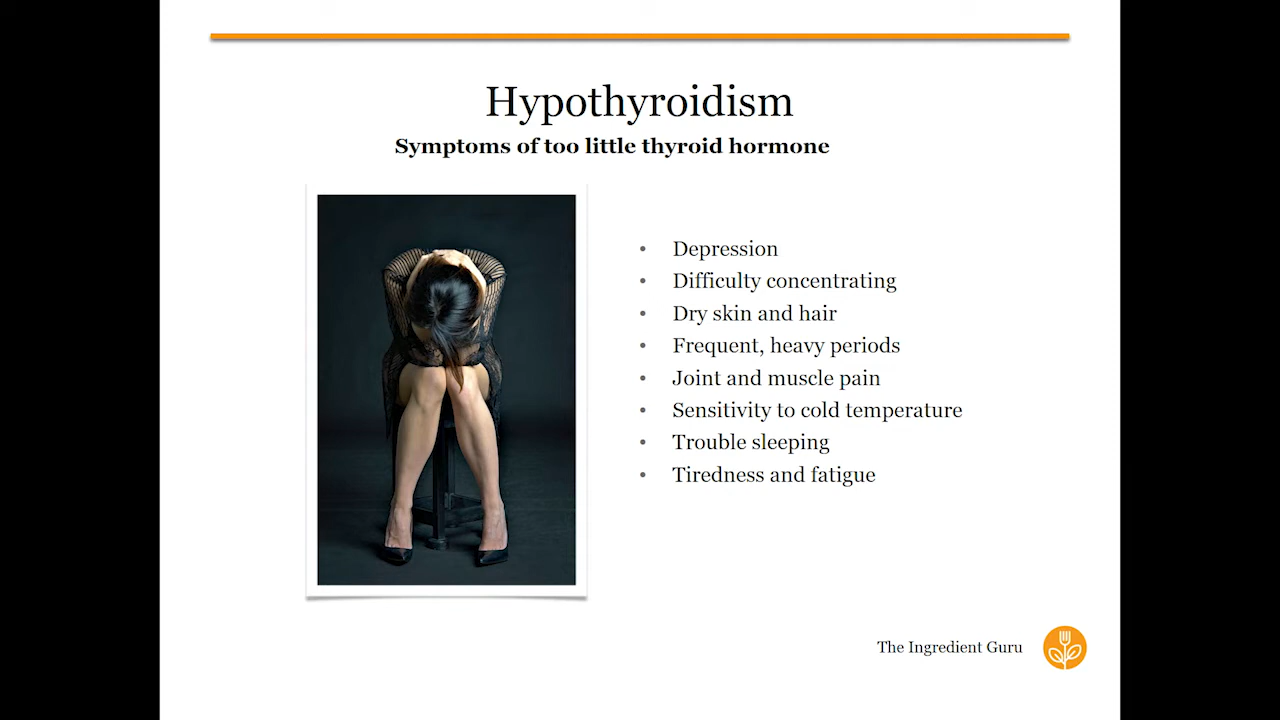 Hypothyroidism
Symptoms of too little thyroid hormone
• Depression
• Difficulty concentrating
• Dry skin and hair
• Frequent, heavy periods
• Joint and muscle pain
• Sensitivity to cold temperature
• Trouble sleeping
• Tiredness and fatigue
The Ingredient Guru